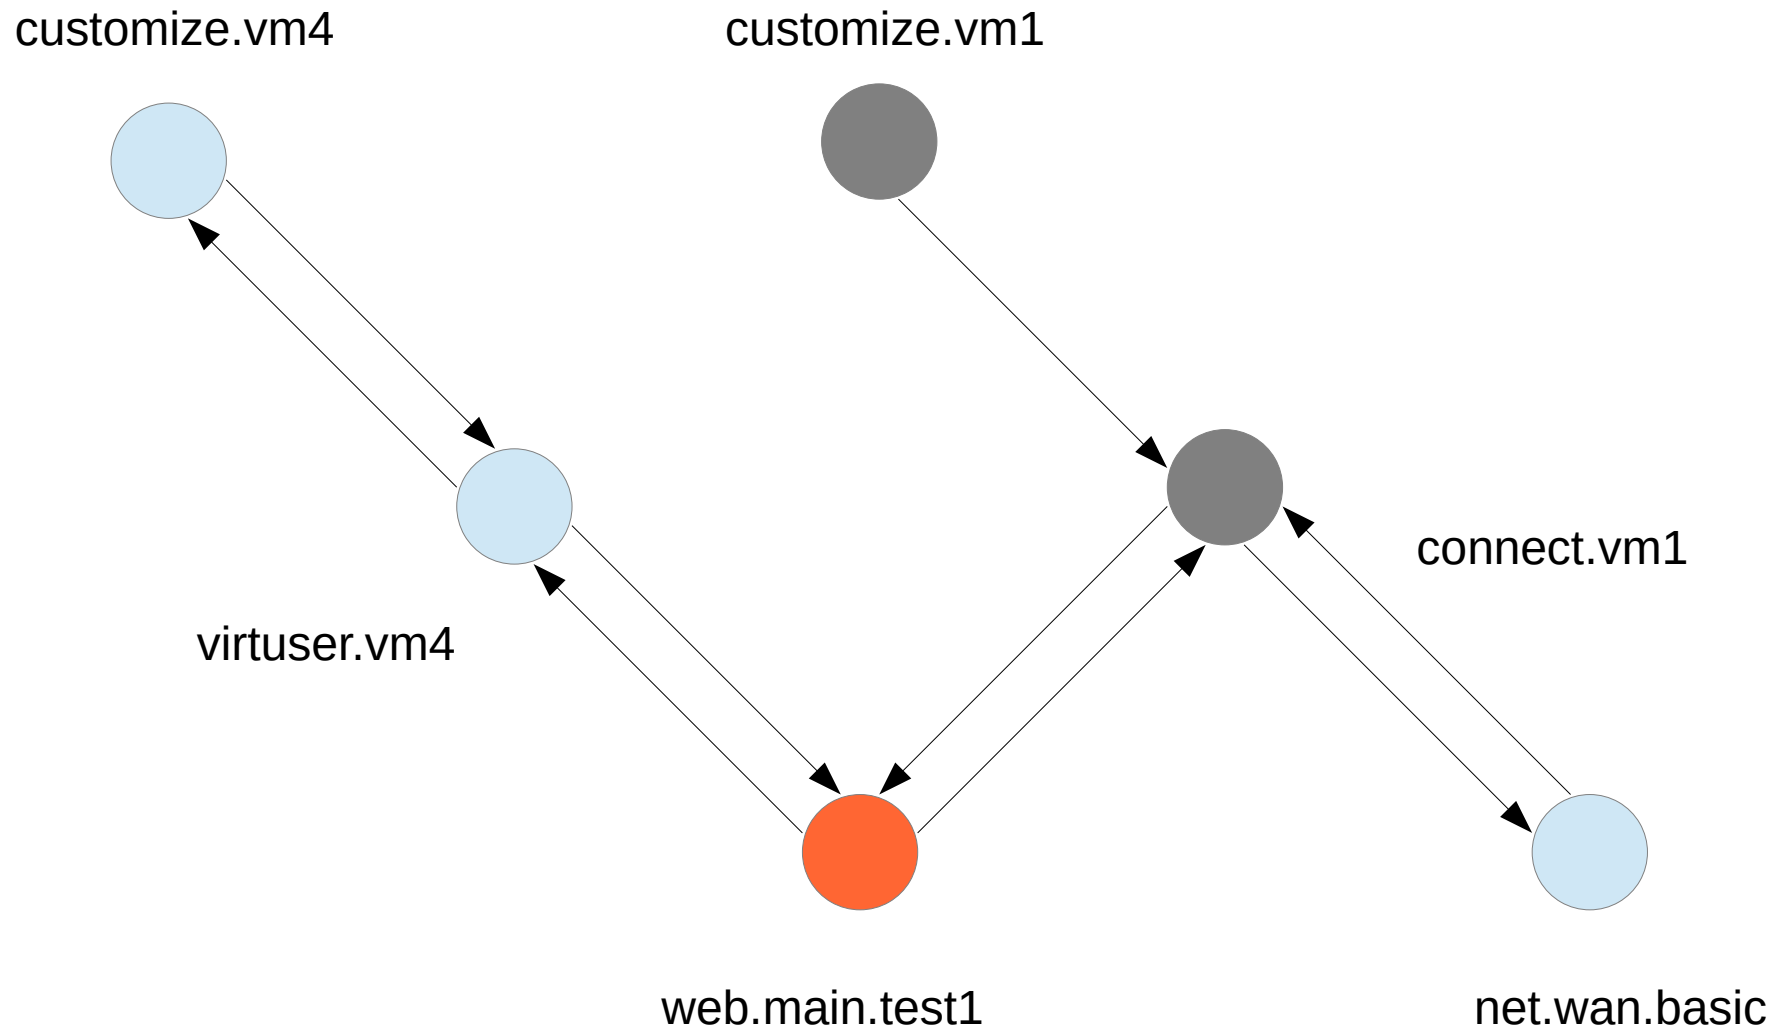 customize.vm4
customize.vm1
connect.vm1
virtuser.vm4
web.main.test1
net.wan.basic